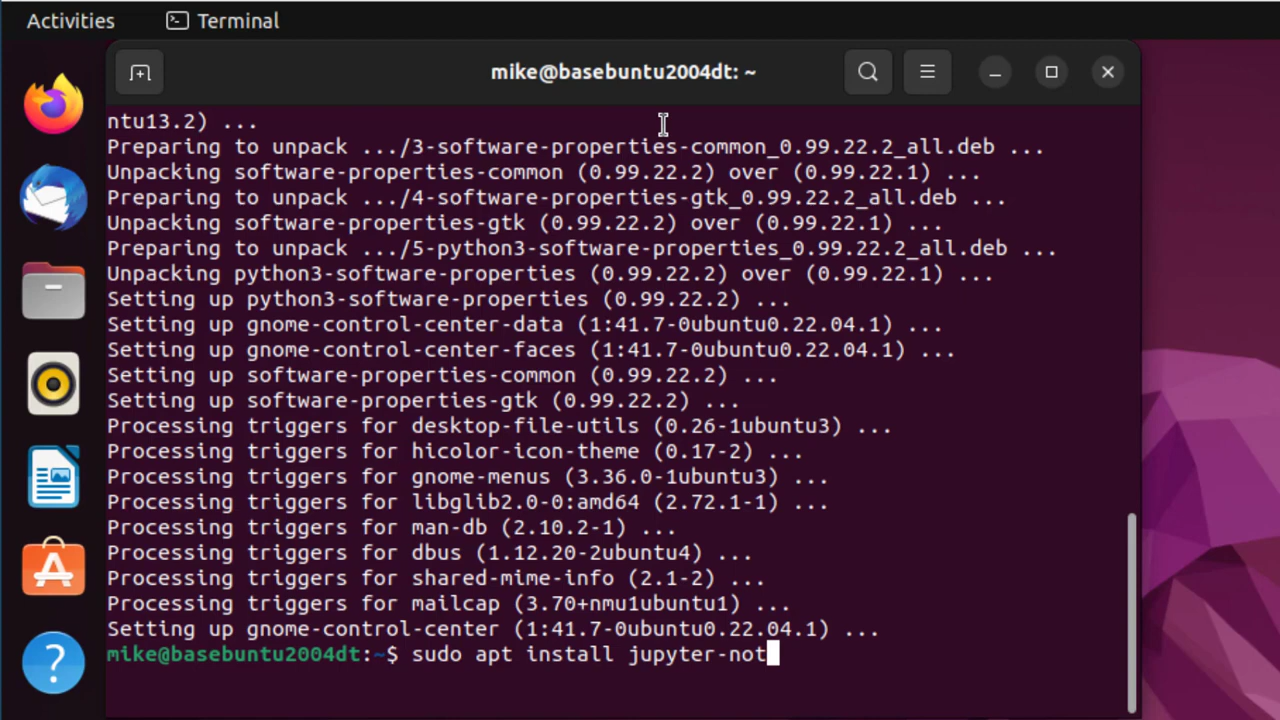 Activities Terminal
mike@basebuntu2004dt: ~
ntu13.2) ...
Preparing to unpack .../3-software-properties-common_0.99.22.2_all.deb ...
Unpacking software-properties-common (0.99.22.2) over (0.99.22.1) ...
Preparing to unpack .../4-software-properties-gtk_0.99.22.2_all.deb ...
Unpacking software-properties-gtk (0.99.22.2) over (0.99.22.1) ...
Preparing to unpack .../5-python3-software-properties_0.99.22.2_all.deb ...
Unpacking python3-software-properties (0.99.22.2) over (0.99.22.1) ...
Setting up python3-software-properties (0.99.22.2) ...
Setting up gnome-control-center-data (1:41.7-0ubuntu0.22.04.1) ...
Setting up gnome-control-center-faces (1:41.7-0ubuntu0.22.04.1) ...
Setting up software-properties-common (0.99.22.2) ...
Setting up software-properties-gtk (0.99.22.2) ...
Processing triggers for desktop-file-utils (0.26-1ubuntu3) ...
Processing triggers for hicolor-icon-theme (0.17-2) ...
Processing triggers for gnome-menus (3.36.0-1ubuntu3) ...
Processing triggers for libglib2.0-0:amd64 (2.72.1-1) ...
Processing triggers for man-db (2.10.2-1) ...
Processing triggers for dbus (1.12.20-2ubuntu4) ...
Processing triggers for shared-mime-info (2.1-2) ...
Processing triggers for mailcap (3.70+nmu1ubuntu1) ...
Setting up gnome-control-center (1:41.7-0ubuntu0.22.04.1) ...
mike@basebuntu2004dt:~$ sudo apt install jupyter-not